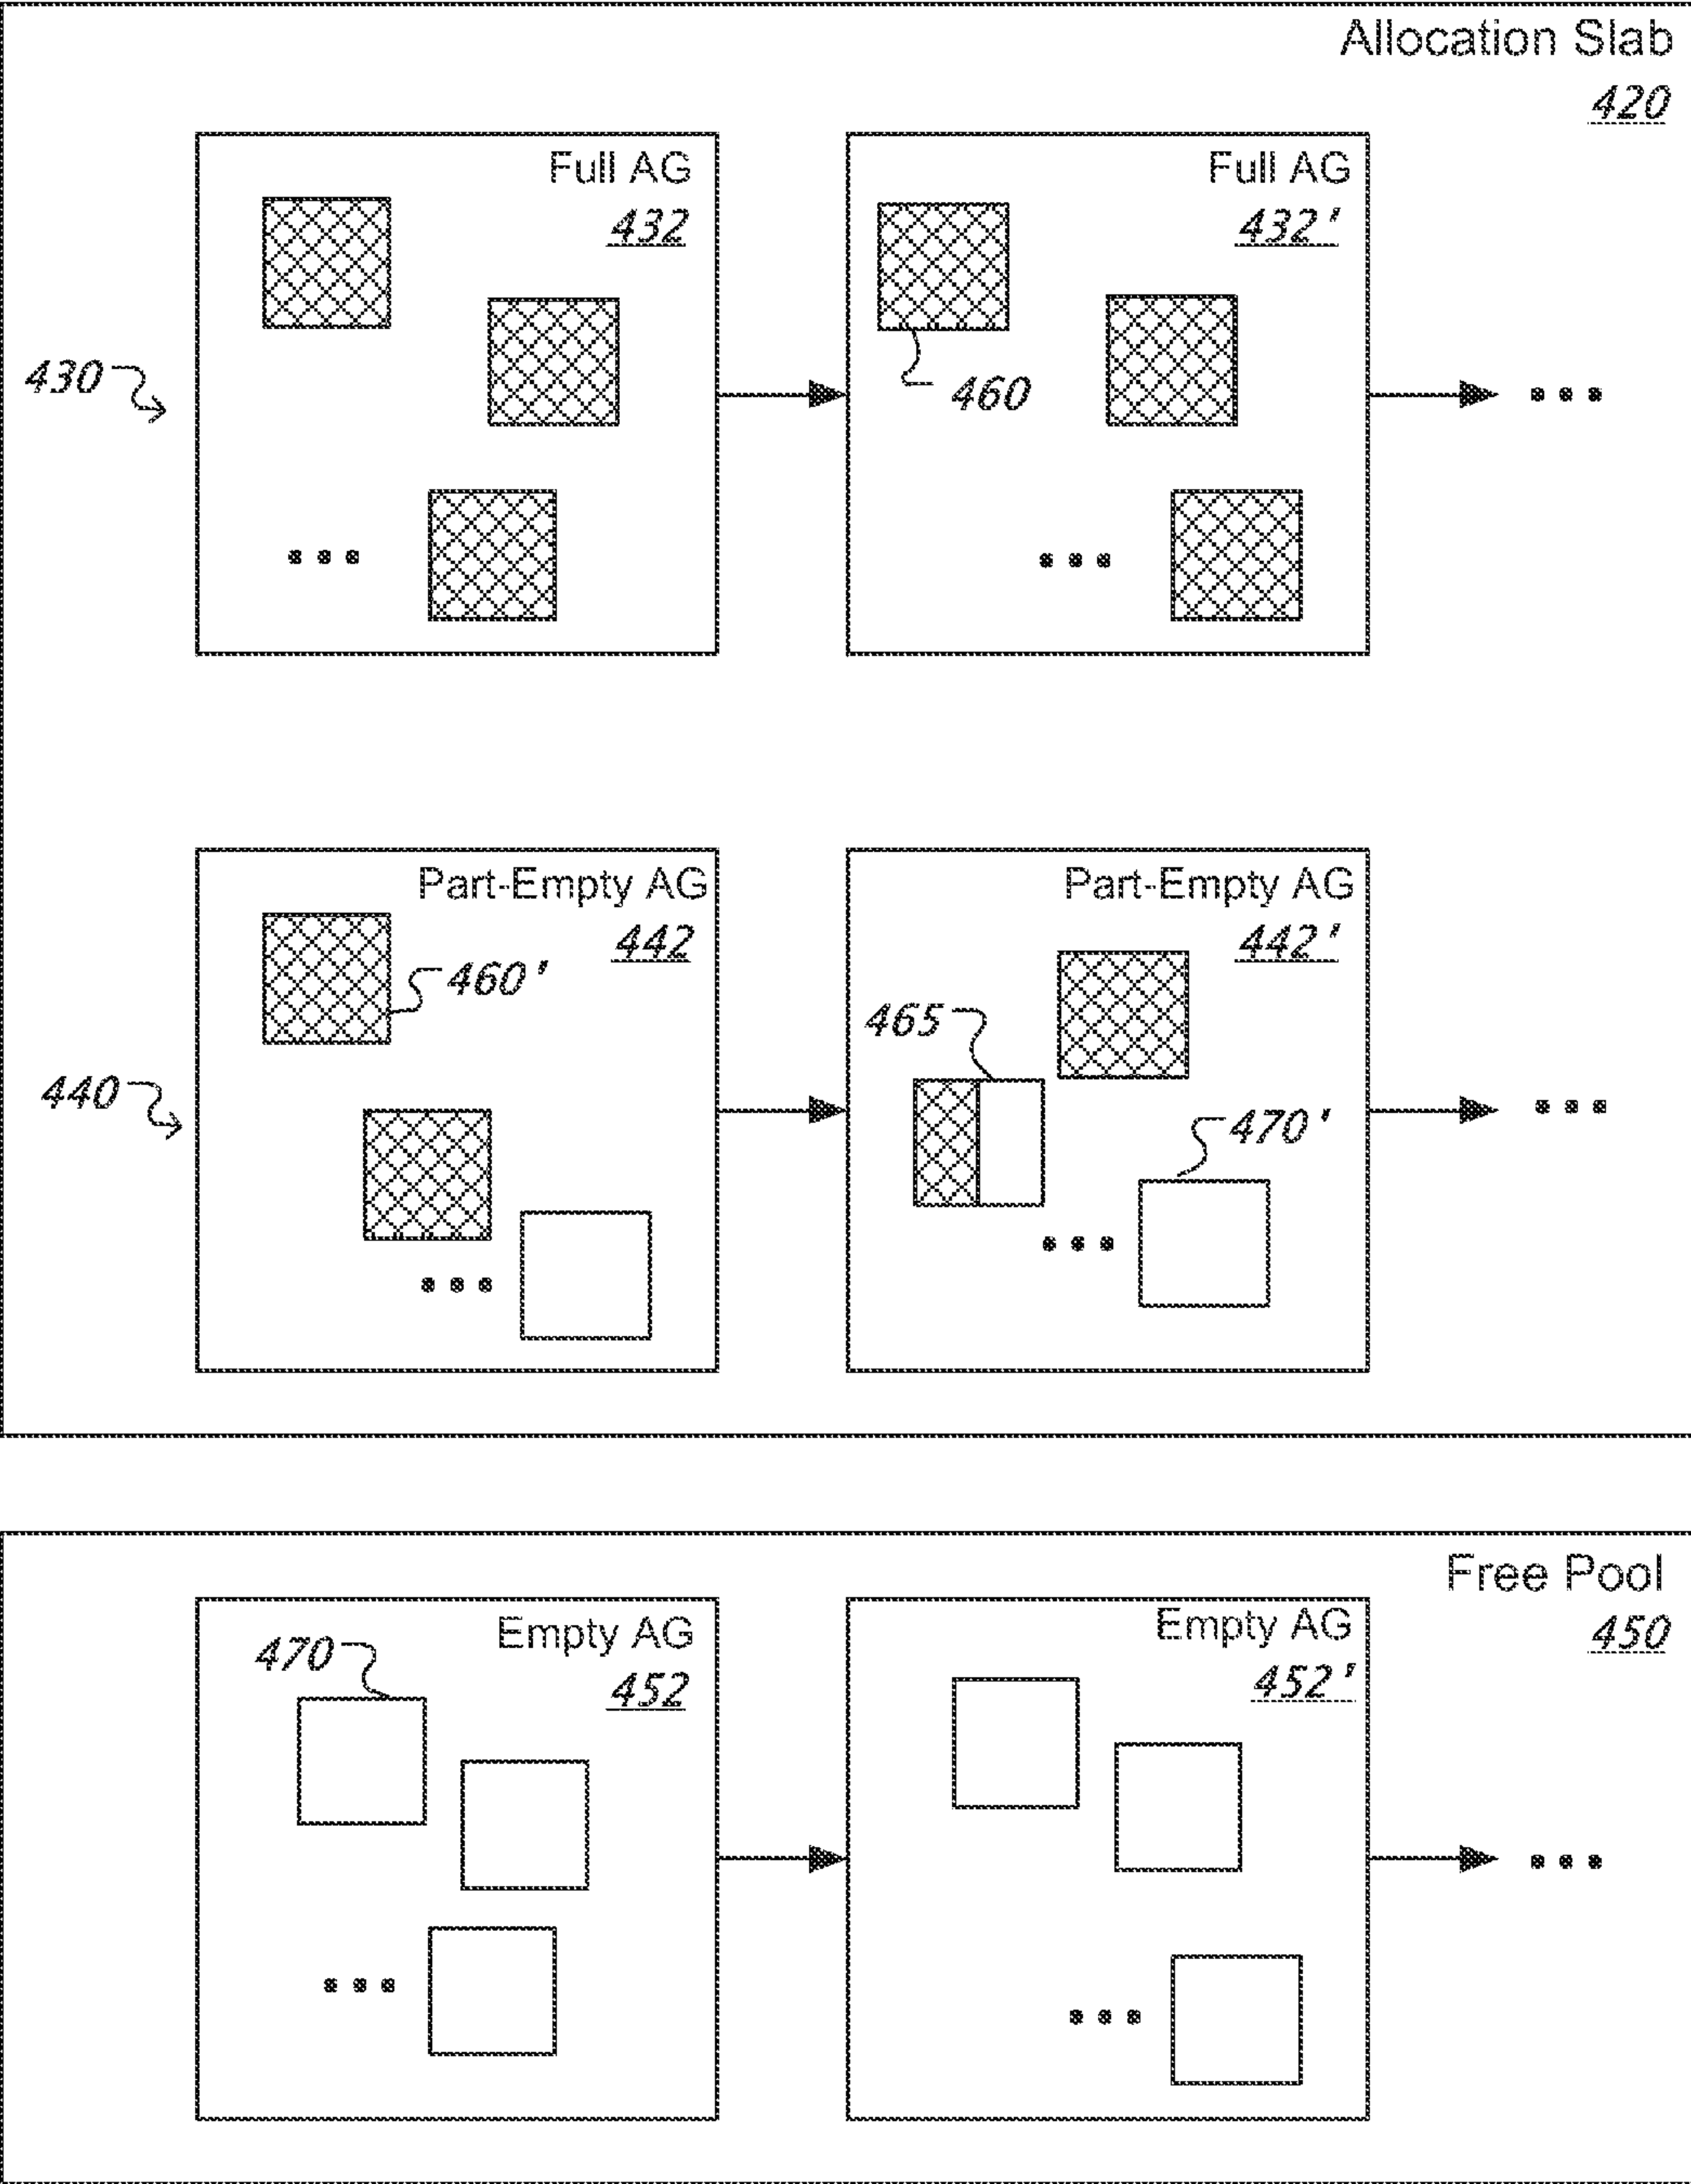 Allocation Slab
420
Full AG
432
Full AG
432'
430
460
Part-Empty AG
442
Part-Empty AG
442'
460'
465
440
470'
Free Pool
450
Empty AG
452
Empty AG
452'
470